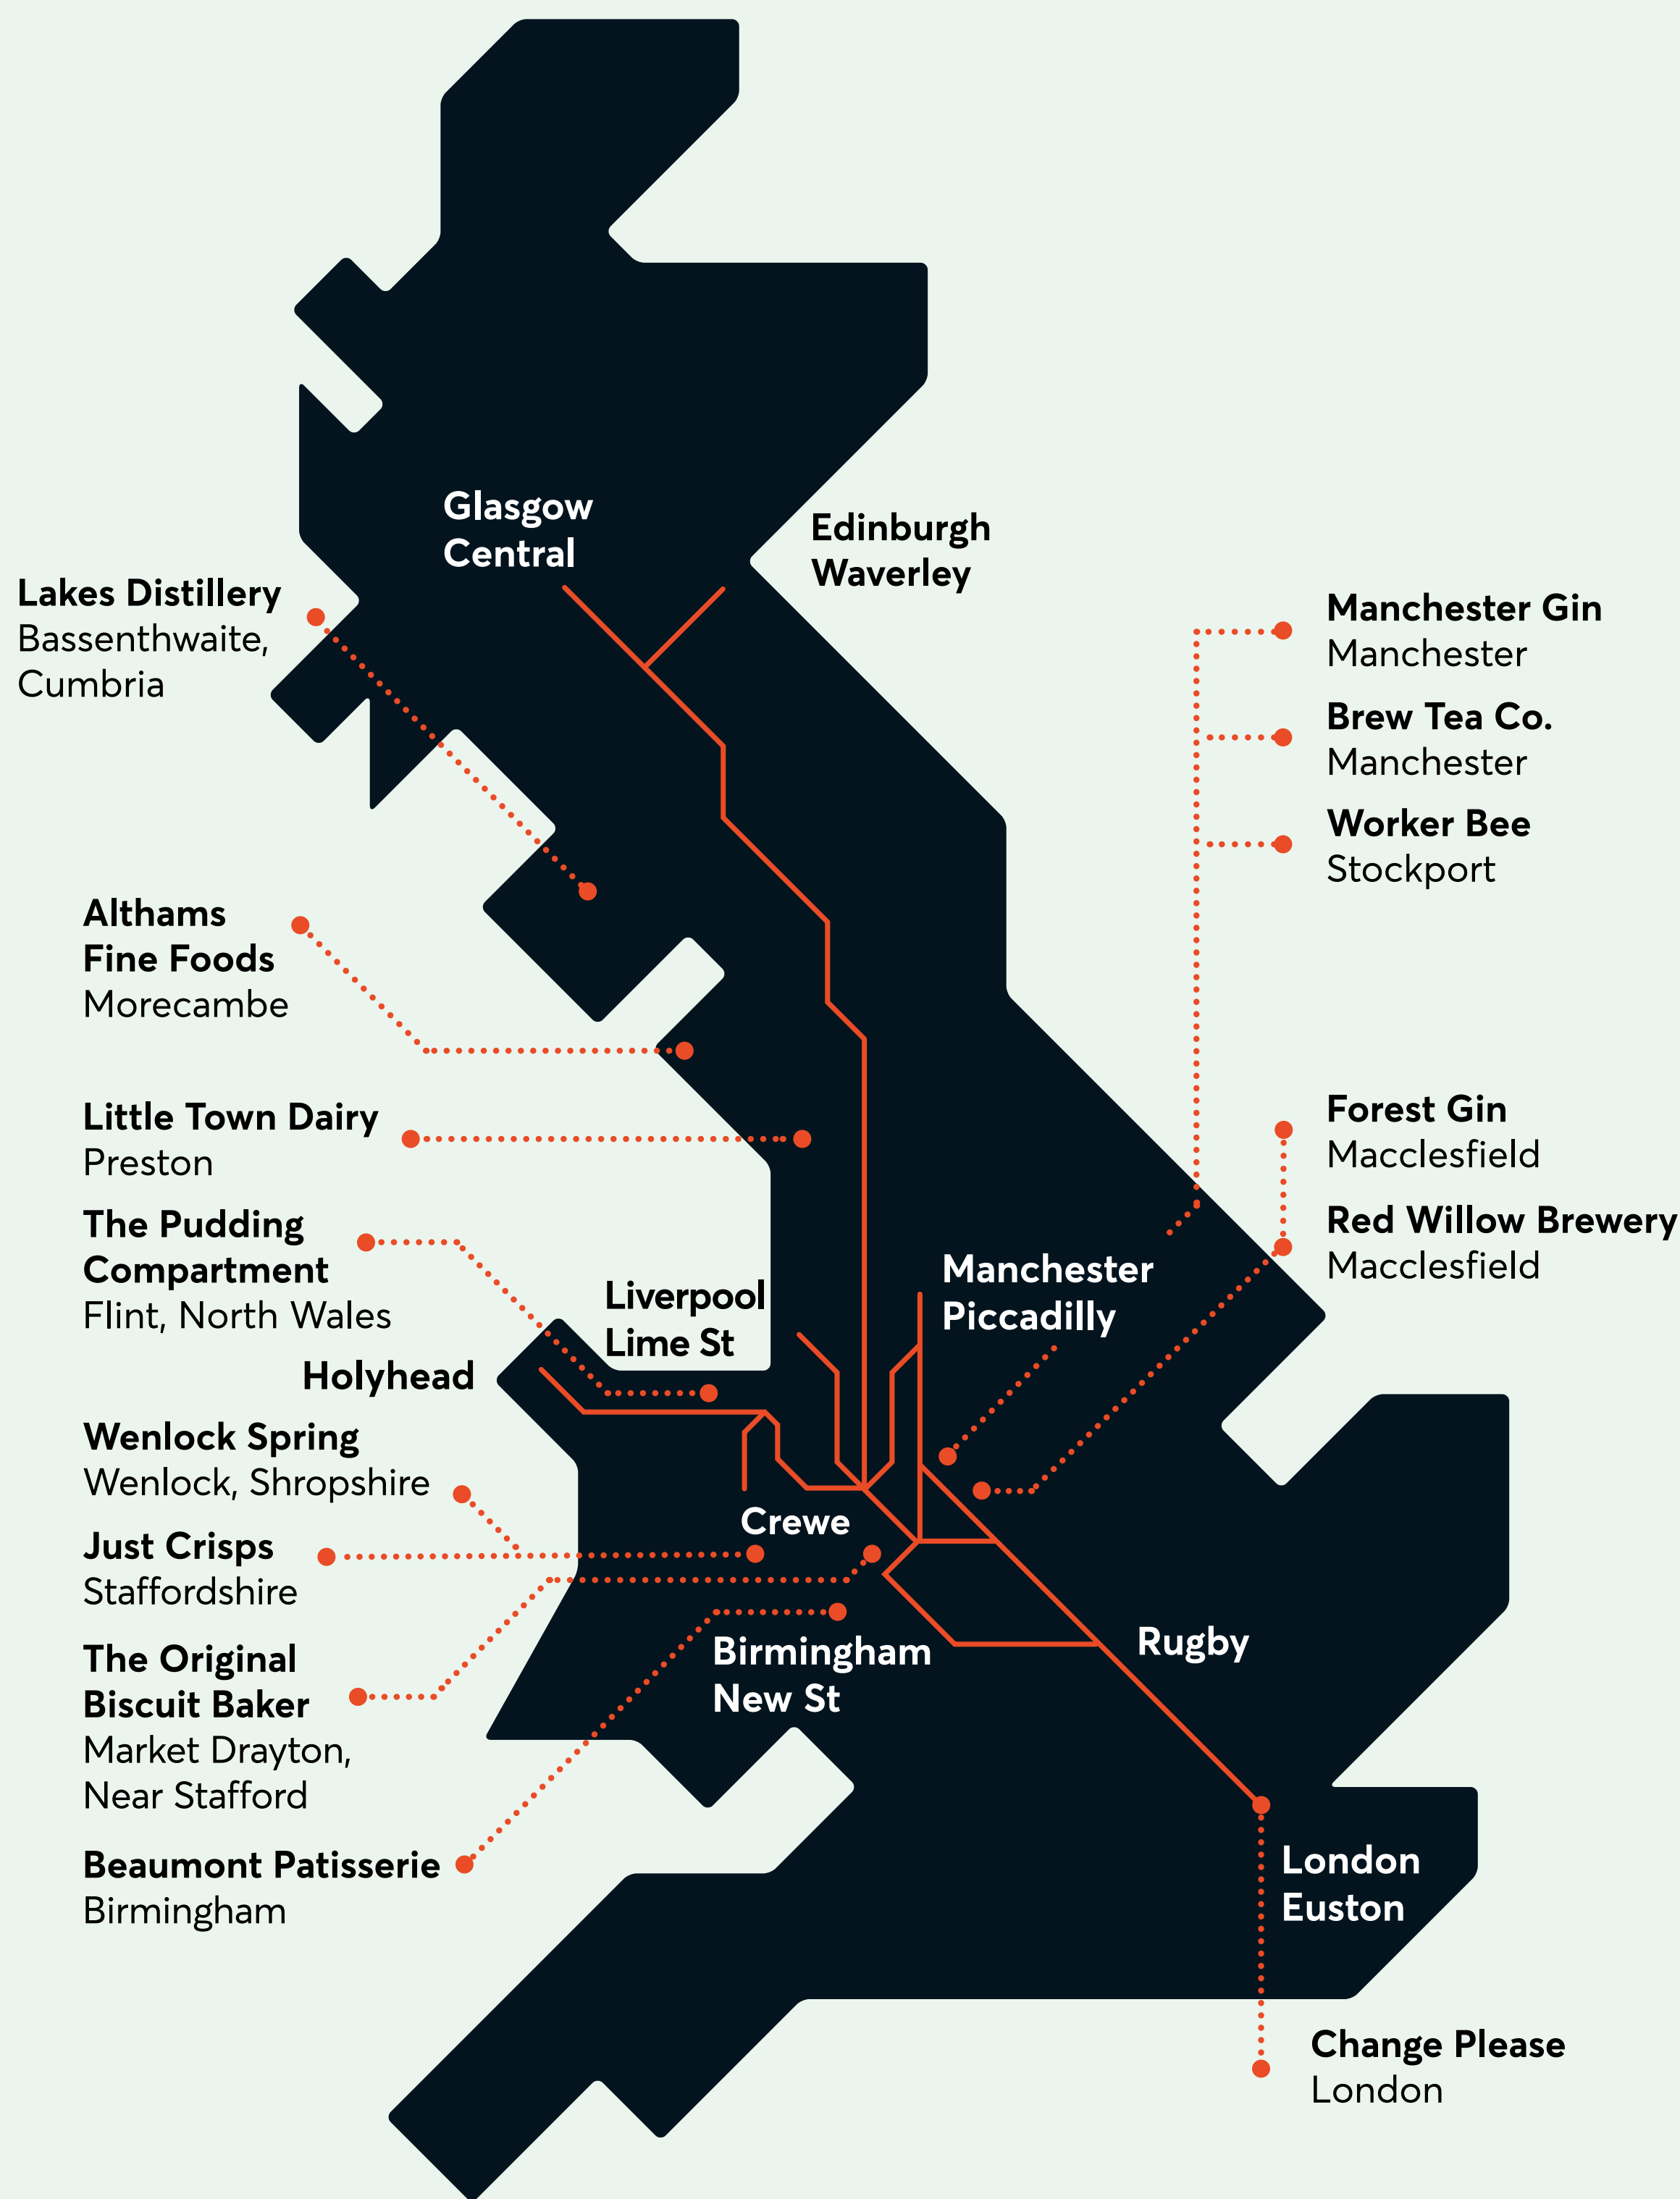 Glasgow
Central
Edinburgh
Waverley
Lakes Distillery
Bassenthwaite,
Cumbria
Manchester Gin
Manchester
Brew Tea Co.
Manchester
Worker Bee
Stockport
Althams
Fine Foods
Morecambe
Little Town Dairy
Preston
Forest Gin
Macclesfield
Red Willow Brewery
Macclesfield
The Pudding
Compartment
Flint, North Wales
Liverpool
Lime St
Manchester
Piccadilly
Holyhead
Wenlock Spring
Wenlock, Shropshire
Crewe
Just Crisps
Staffordshire
The Original
Biscuit Baker
Market Drayton,
Near Stafford
Birmingham
New St
Rugby
Beaumont Patisserie
Birmingham
London
Euston
Change Please
London